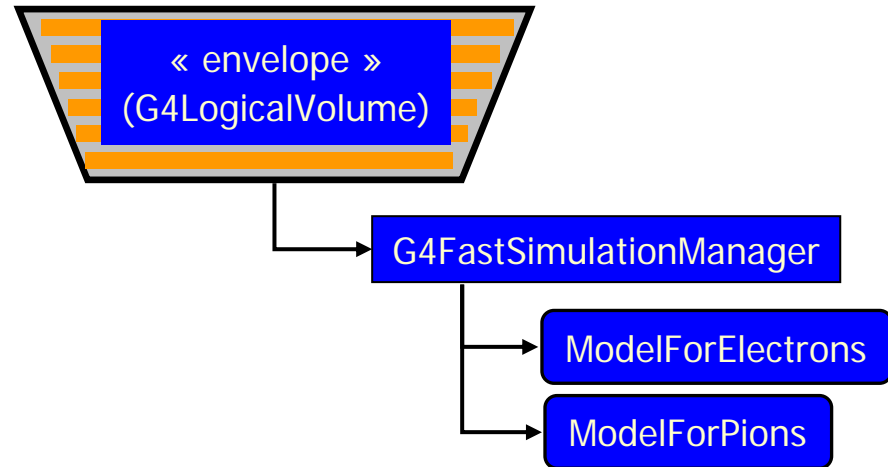 « envelope »
(G4LogicalVolume)
G4FastSimulationManager
ModelForElectrons
ModelForPions